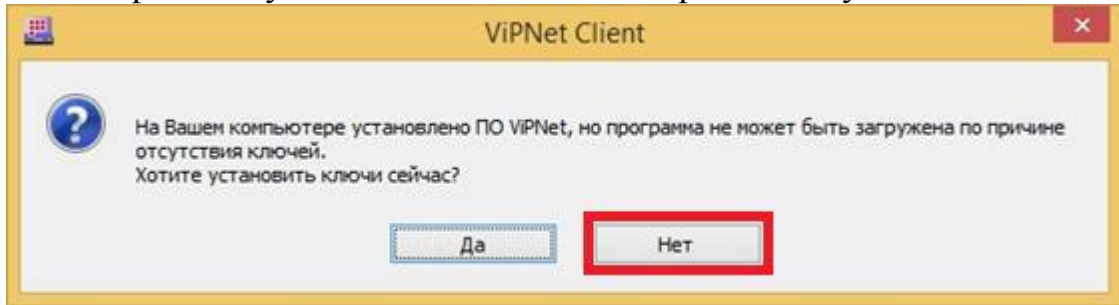 ViPNet Client
На Вашем компьютере установлено ПО ViPNet, но программа не может быть загружена по причине
отсутствия ключей.
Хотите установить ключи сейчас?
Да
Нет